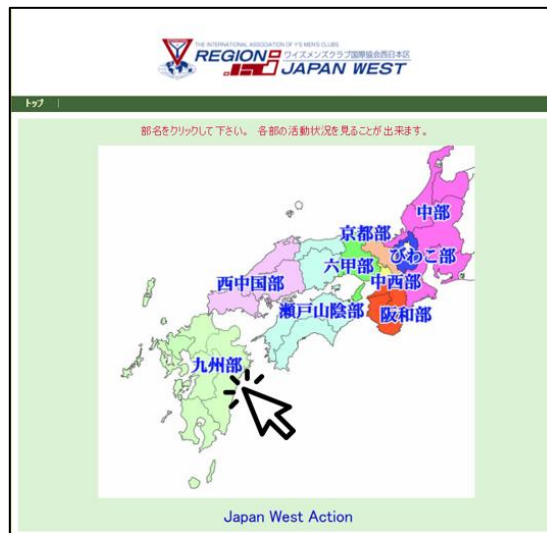 THE INTERNATIONAL ASSOCIATION OF Y'S MEN'S CLUBS
REGION ワイズメンズクラブ国際協会西日本区
JAPAN WEST
トップ |
部名をクリックして下さい。 各部の活動状況を見ることが出来ます。
中部
京都部
びわこ部
六甲部
中西部
西中国部
瀬戸山陰部
阪和部
九州部
Japan West Action